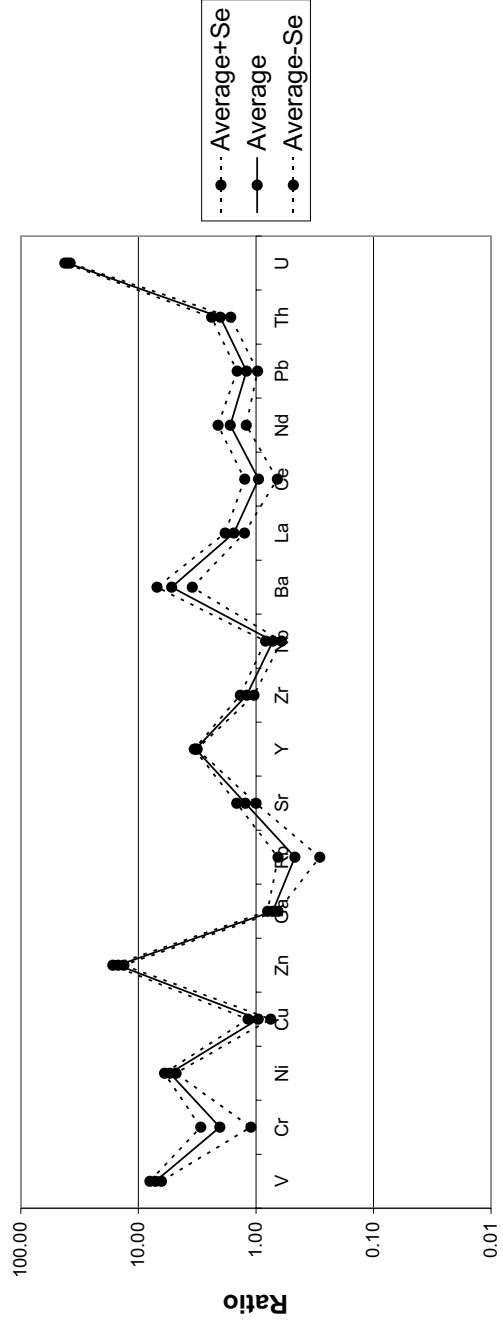 100.00
10.00
1.00
0.10
0.01
Ratio
V Cr Ni Cu Zn Ga Rb Sr Y Zr Nb Ba La Ce Nd Pb Th U
Average+Se
Average
Average-Se